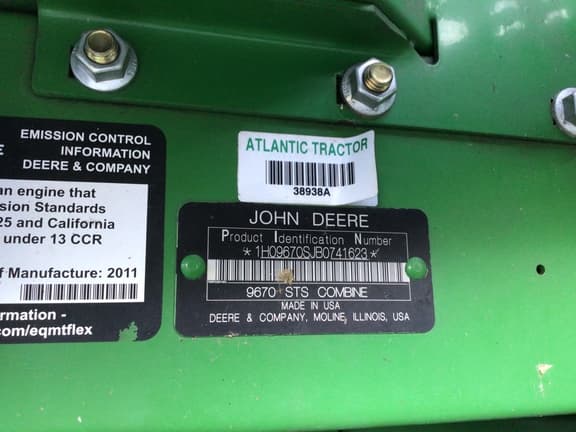 EMISSION CONTROL
INFORMATION
DEERE & COMPANY
an engine that
sion Standards
25 and California
under 13 CCR
f Manufacture: 2011
rmation -
.com/eqmtflex
ATLANTIC TRACTOR
38938A
JOHN DEERE
Product Identification Number
*1H09670SJB0741623*
9670 STS COMBINE
MADE IN USA
DEERE & COMPANY, MOLINE, ILLINOIS, USA